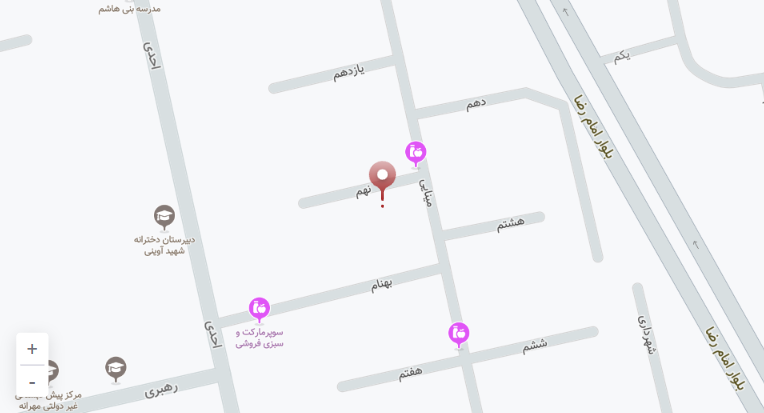 مدرسه بنی هاشم
احدی
یازدهم
یکم
دهم
بلوار امام رضا
نهم
مینایی
هشتم
دبیرستان دخترانه
شهید آوینی
بهنام
سوپرمارکت و
سبزی فروشی
احدی
شهرداری
ششم
هفتم
بلوار امام رضا
رهبری
+
-
مرکز پیش
غیر دولتی مهرانه